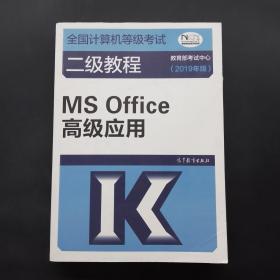 全国计算机等级考试
二级教程
教育部考试中心
(2019年版)
MS Office
高级应用
高等教育出版社
K